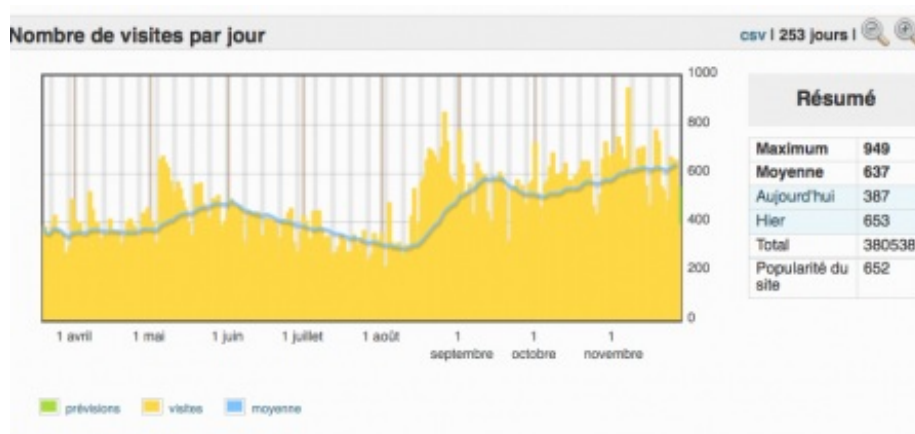 Nombre de visites par jour
csv | 253 jours |
1000
800
600
400
200
0
1 avril
1 mai
1 juin
1 juillet
1 août
1 septembre
1 octobre
1 novembre
prévisions
visites
moyenne
Résumé
Maximum 949
Moyenne 637
Aujourd'hui 387
Hier 653
Total 380538
Popularité du site 652